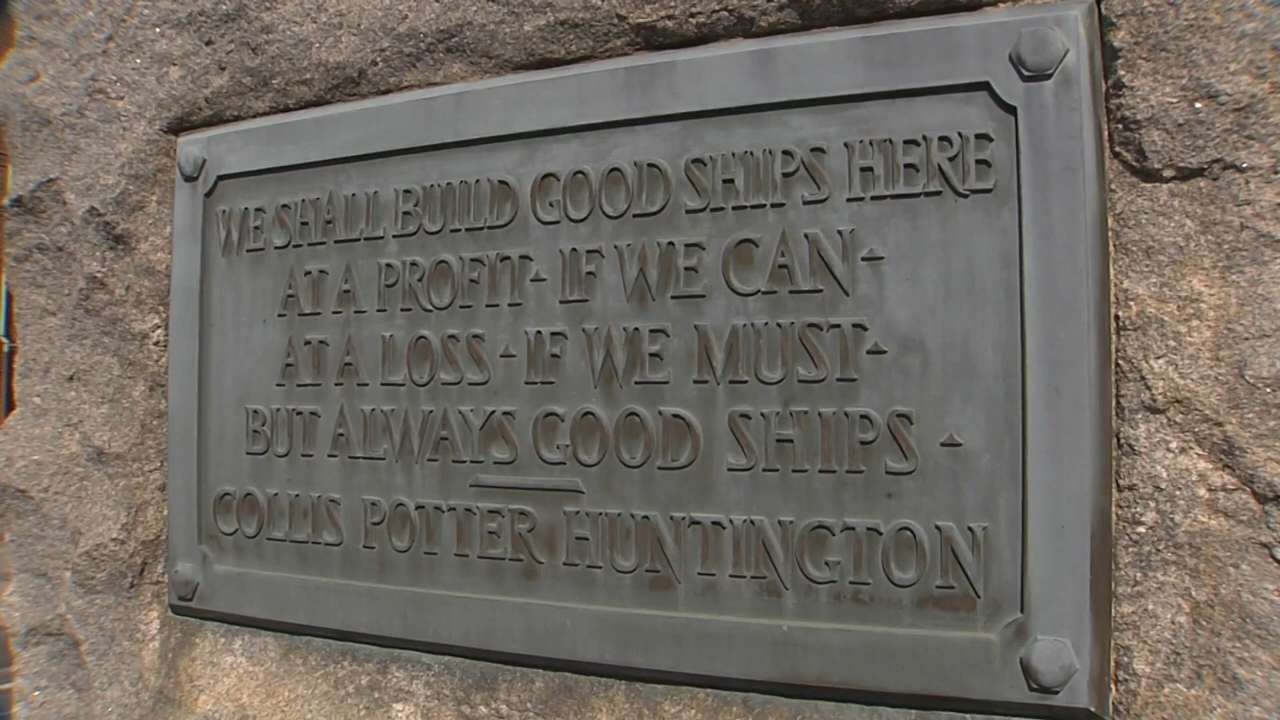 WE SHALL BUILD GOOD SHIPS HERE
AT A PROFIT - IF WE CAN -
AT A LOSS - IF WE MUST -
BUT ALWAYS GOOD SHIPS -
COLLIS POTTER HUNTINGTON